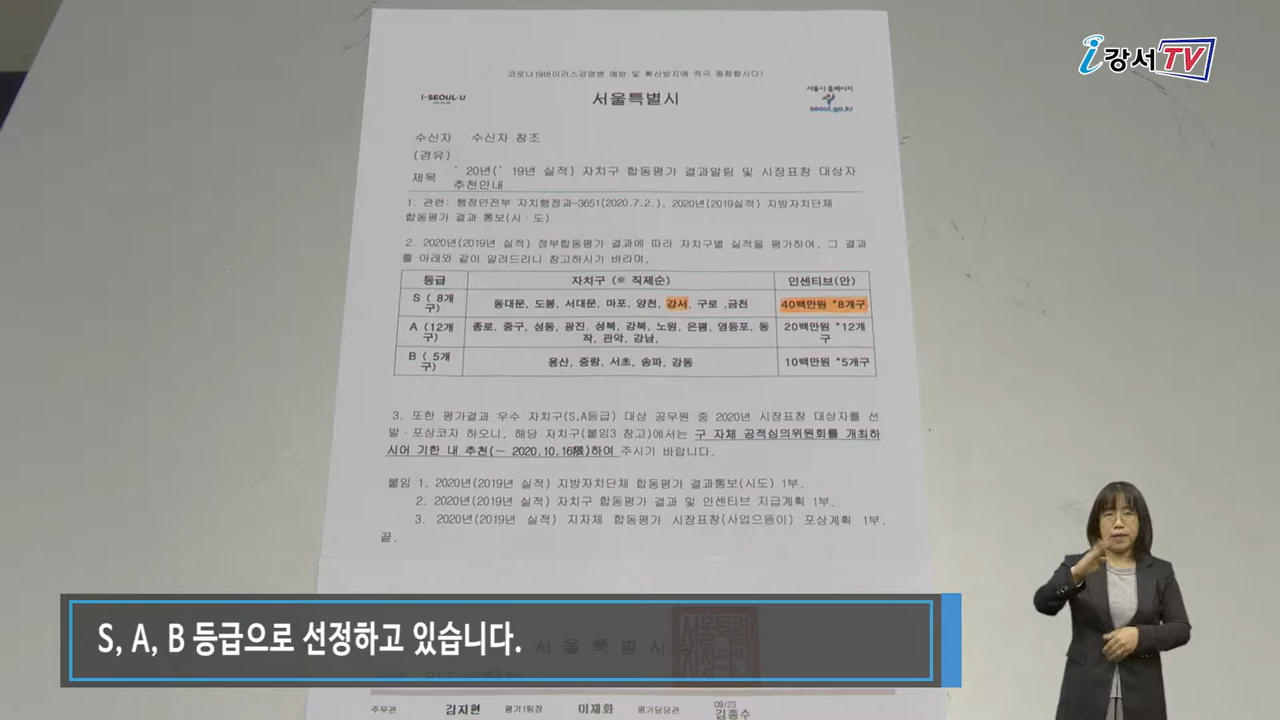 i강서TV
코로나19바이러스감염병 예방 및 확산방지에 적극 동참합시다!
I·SEOUL·U
서울특별시
서울시 홈페이지
seoul.go.kr
수신자 수신자 참조
(경유)
제목 ˊ20년(ˊ19년 실적) 자치구 합동평가 결과알림 및 시장표창 대상자
추천안내
1. 관련: 행정안전부 자치행정과-3651(2020.7.2.), 2020년(2019실적) 지방자치단체
합동평가 결과 통보(시·도)
2. 2020년(2019년 실적) 정부합동평가 결과에 따라 자치구별 실적을 평가하여, 그 결과
를 아래와 같이 알려드리니 참고하시기 바라며,
등급 자치구 (※ 직제순) 인센티브(안)
S ( 8개구) 동대문, 도봉, 서대문, 마포, 양천, 강서, 구로 ,금천 40백만원 *8개구
A (12개구) 종로, 중구, 성동, 광진, 성북, 강북, 노원, 은평, 영등포, 동작, 관악, 강남, 20백만원 *12개구
B ( 5개구) 용산, 중랑, 서초, 송파, 강동 10백만원 *5개구
3. 또한 평가결과 우수 자치구(S,A등급) 대상 공무원 중 2020년 시장표창 대상자를 선
발·포상코자 하오니, 해당 자치구(붙임3 참고)에서는 구 자체 공적심의위원회를 개최하
시어 기한 내 추천(~ 2020.10.16限)하여 주시기 바랍니다.
붙임 1. 2020년(2019년 실적) 지방자치단체 합동평가 결과통보(시도) 1부.
2. 2020년(2019년 실적) 자치구 합동평가 결과 및 인센티브 지급계획 1부.
3. 2020년(2019년 실적) 지자체 합동평가 시장표창(사업으뜸이) 포상계획 1부.
끝.
S, A, B 등급으로 선정하고 있습니다.
서울특별시
주무관 김지현 평가1팀장 이재화 평가담당관 09/23 김종수